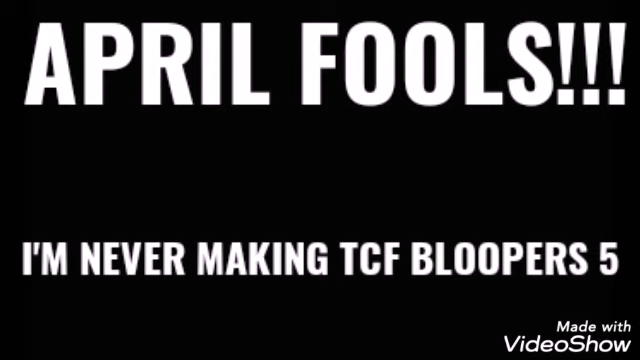 APRIL FOOLS!!!
I'M NEVER MAKING TCF BLOOPERS 5
Made with
VideoShow